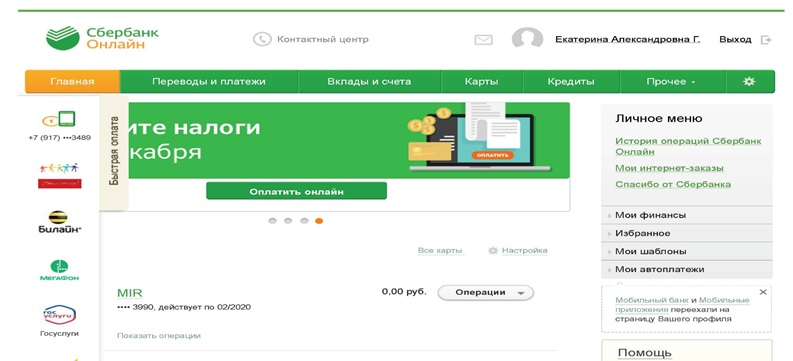 Сбербанк
Онлайн
Контактный центр
Екатерина Александровна Г.
Выход
Главная
Переводы и платежи
Вклады и счета
Карты
Кредиты
Прочее
+7 (917) •••3489
Билайн
МЕГАФОН
гос
услуги
Госуслуги
Быстрая оплата
ите налоги
кабря
ОПЛАТИТЬ
Оплатить онлайн
Все карты
Настройка
MIR
0,00 руб.
Операции
•••• 3990, действует по 02/2020
Показать операции
Личное меню
История операций Сбербанк
Онлайн
Мои интернет-заказы
Спасибо от Сбербанка
Мои финансы
Избранное
Мои шаблоны
Мои автоплатежи
Мобильный банк и Мобильные
приложения переехали на
страницу Вашего профиля
Помощь